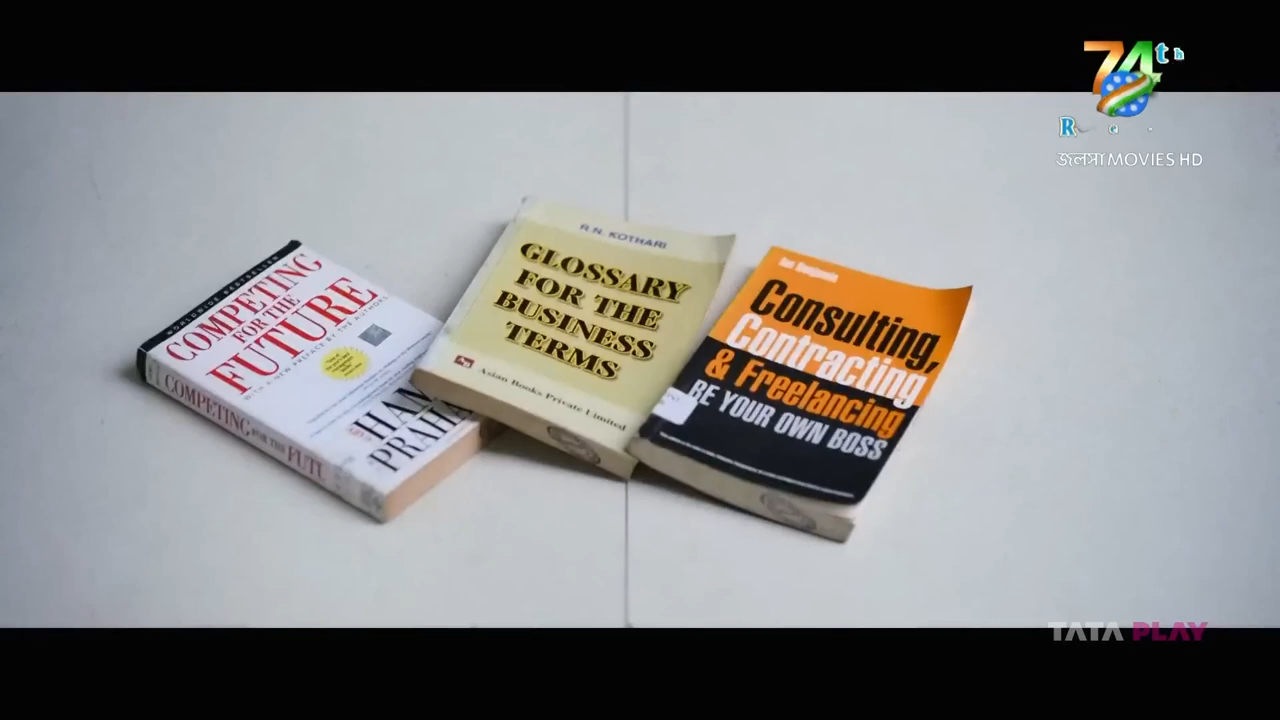 WORLDWIDE BESTSELLER
COMPETING
FOR THE
FUTURE
WITH A NEW PREFACE BY THE AUTHORS
HAM
PRAHA
COMPETING FOR THE FUTU
R.N. KOTHARI
GLOSSARY
FOR THE
BUSINESS
TERMS
Asian Books Private Limited
Ian Benjamin
Consulting,
Contracting
& Freelancing
BE YOUR OWN BOSS
74th
R e
জলসা MOVIES HD
TATA PLAY